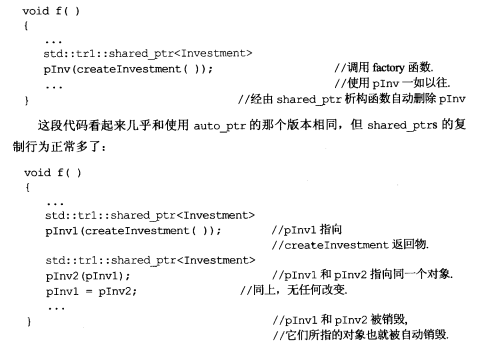 void f( )
{
...
std::tr1::shared_ptr<Investment>
pInv(createInvestment( )); //调用 factory 函数.
... //使用 pInv 一如以往.
} //经由 shared_ptr 析构函数自动删除 pInv
这段代码看起来几乎和使用 auto_ptr 的那个版本相同，但 shared_ptrs 的复
制行为正常多了：
void f( )
{
...
std::tr1::shared_ptr<Investment>
pInv1(createInvestment( )); //pInv1 指向
//createInvestment 返回物.
std::tr1::shared_ptr<Investment>
pInv2(pInv1); //pInv1 和 pInv2 指向同一个对象.
pInv1 = pInv2; //同上，无任何改变.
...
} //pInv1 和 pInv2 被销毁,
//它们所指的对象也就被自动销毁.